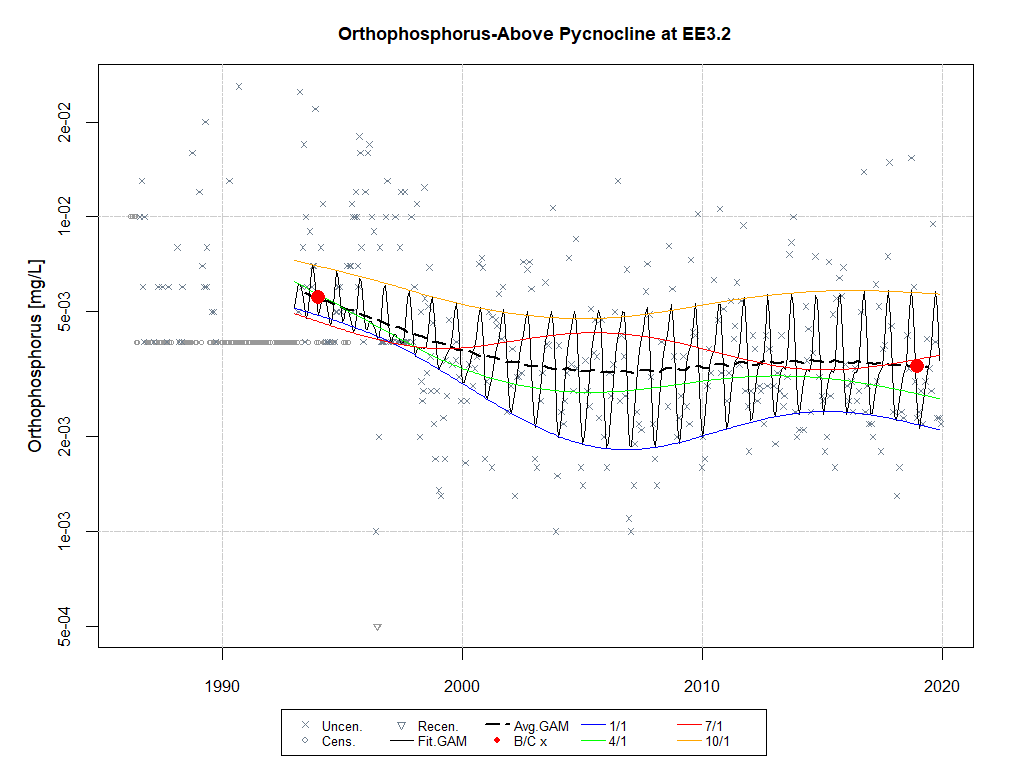 Orthophosphorus-Above Pycnocline at EE3.2
Orthophosphorus [mg/L]
2e-02
1e-02
5e-03
2e-03
1e-03
5e-04
1990 2000 2010 2020
Uncen. Recen. Avg.GAM 1/1 7/1
Cens. Fit.GAM B/C x 4/1 10/1